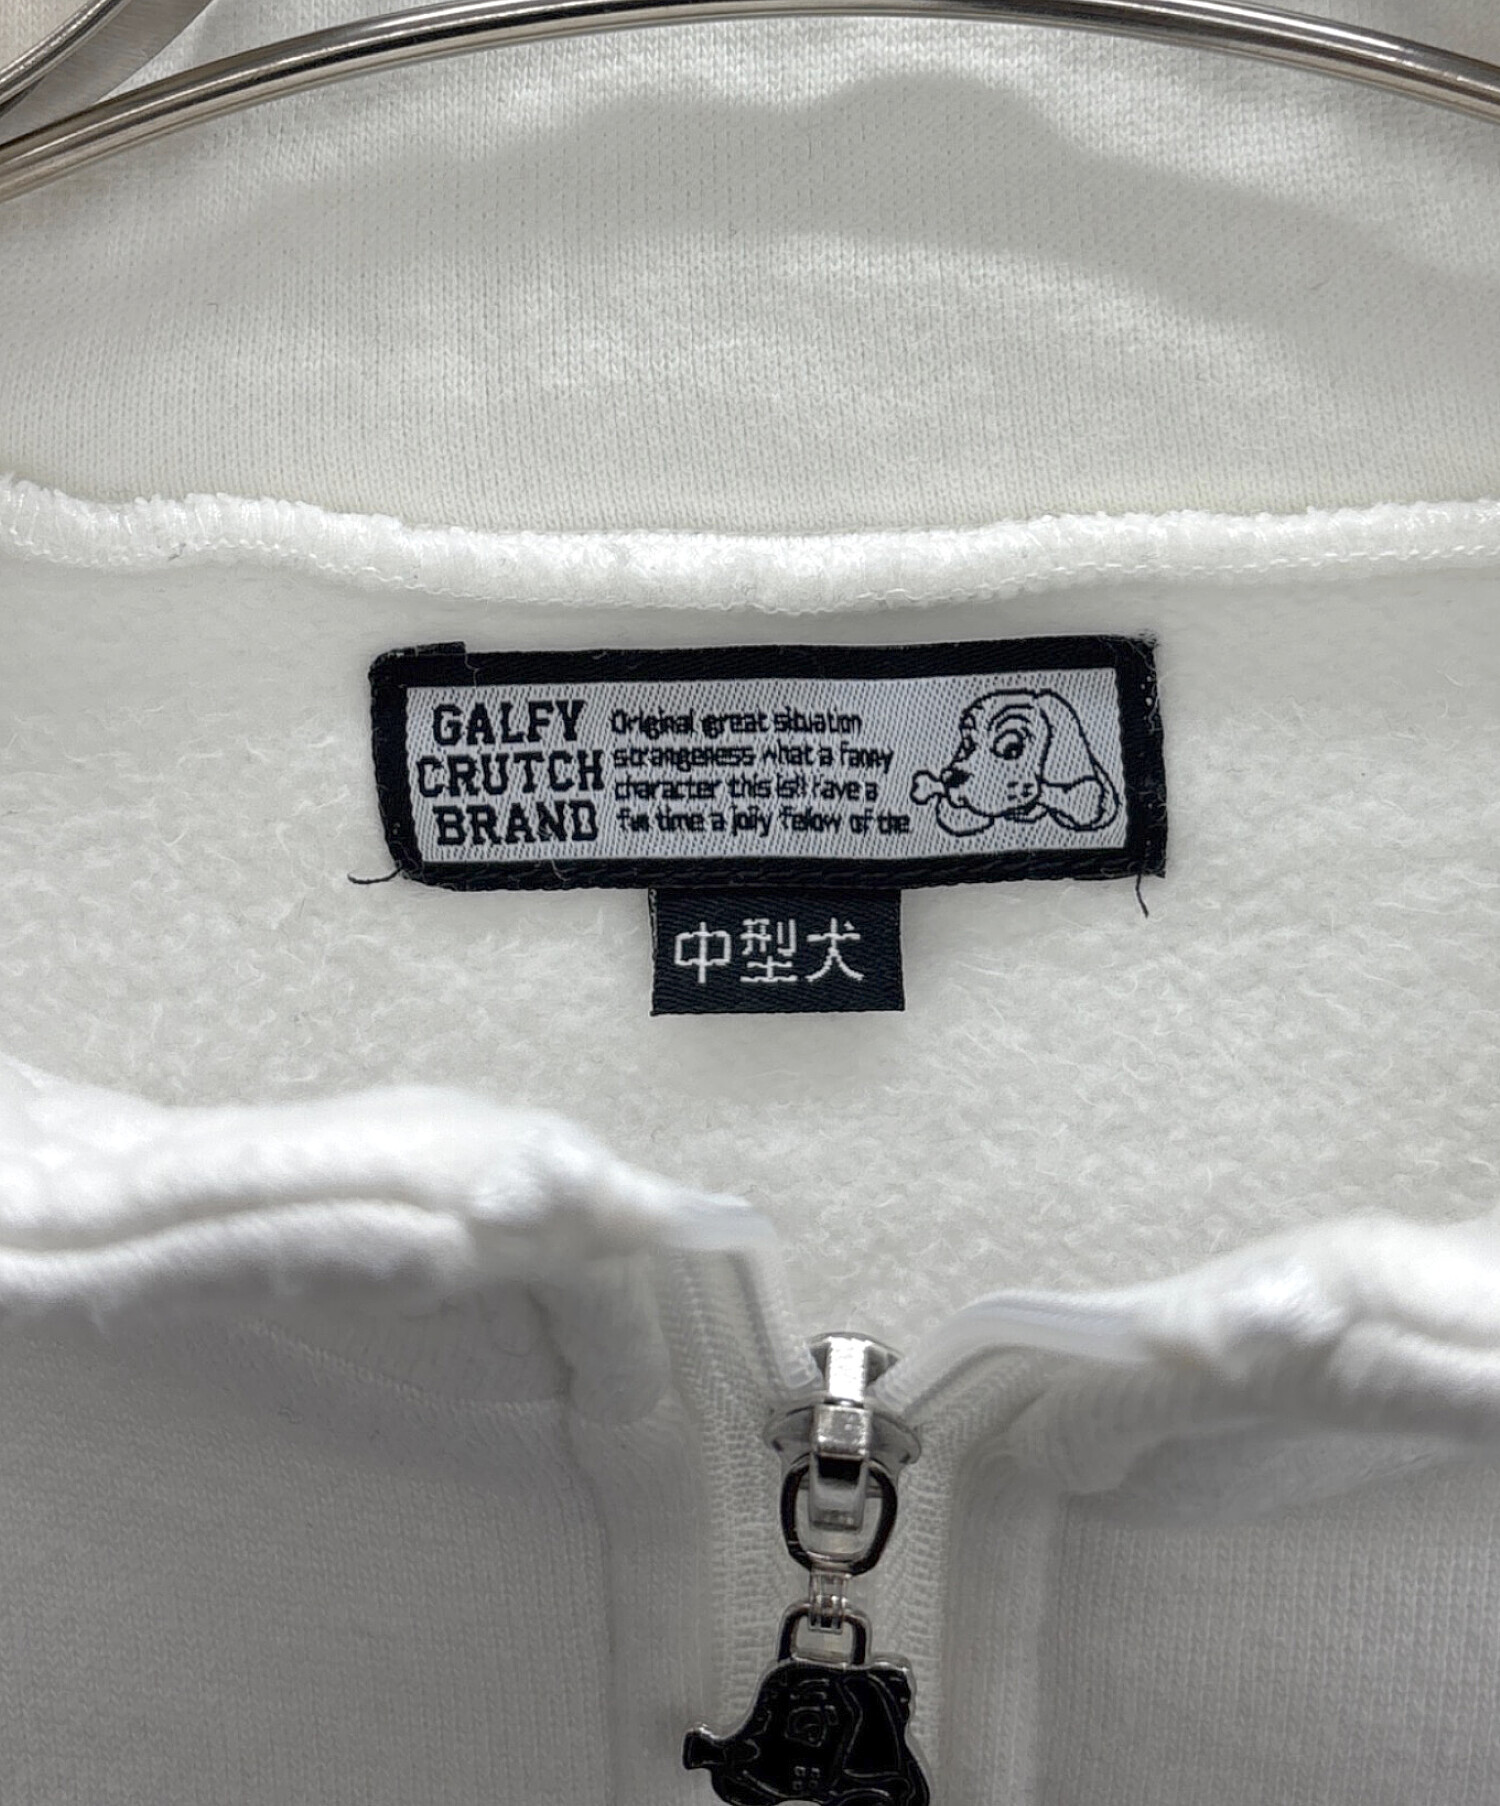 GALFY
CRUTCH
BRAND
Original great situation
strangeness what a fanny
character this is!! have a
fun time a jolly fellow of the
中型犬